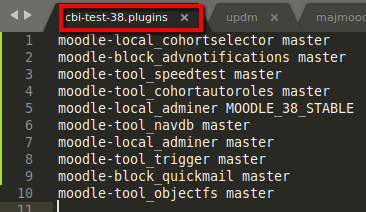 cbi-test-38.plugins × updm × majmood
1 moodle-local_cohortselector master
2 moodle-block_advnotifications master
3 moodle-tool_speedtest master
4 moodle-tool_cohortautoroles master
5 moodle-local_adminer MOODLE_38_STABLE
6 moodle-tool_navdb master
7 moodle-local_adminer master
8 moodle-tool_trigger master
9 moodle-block_quickmail master
10 moodle-tool_objectfs master
11